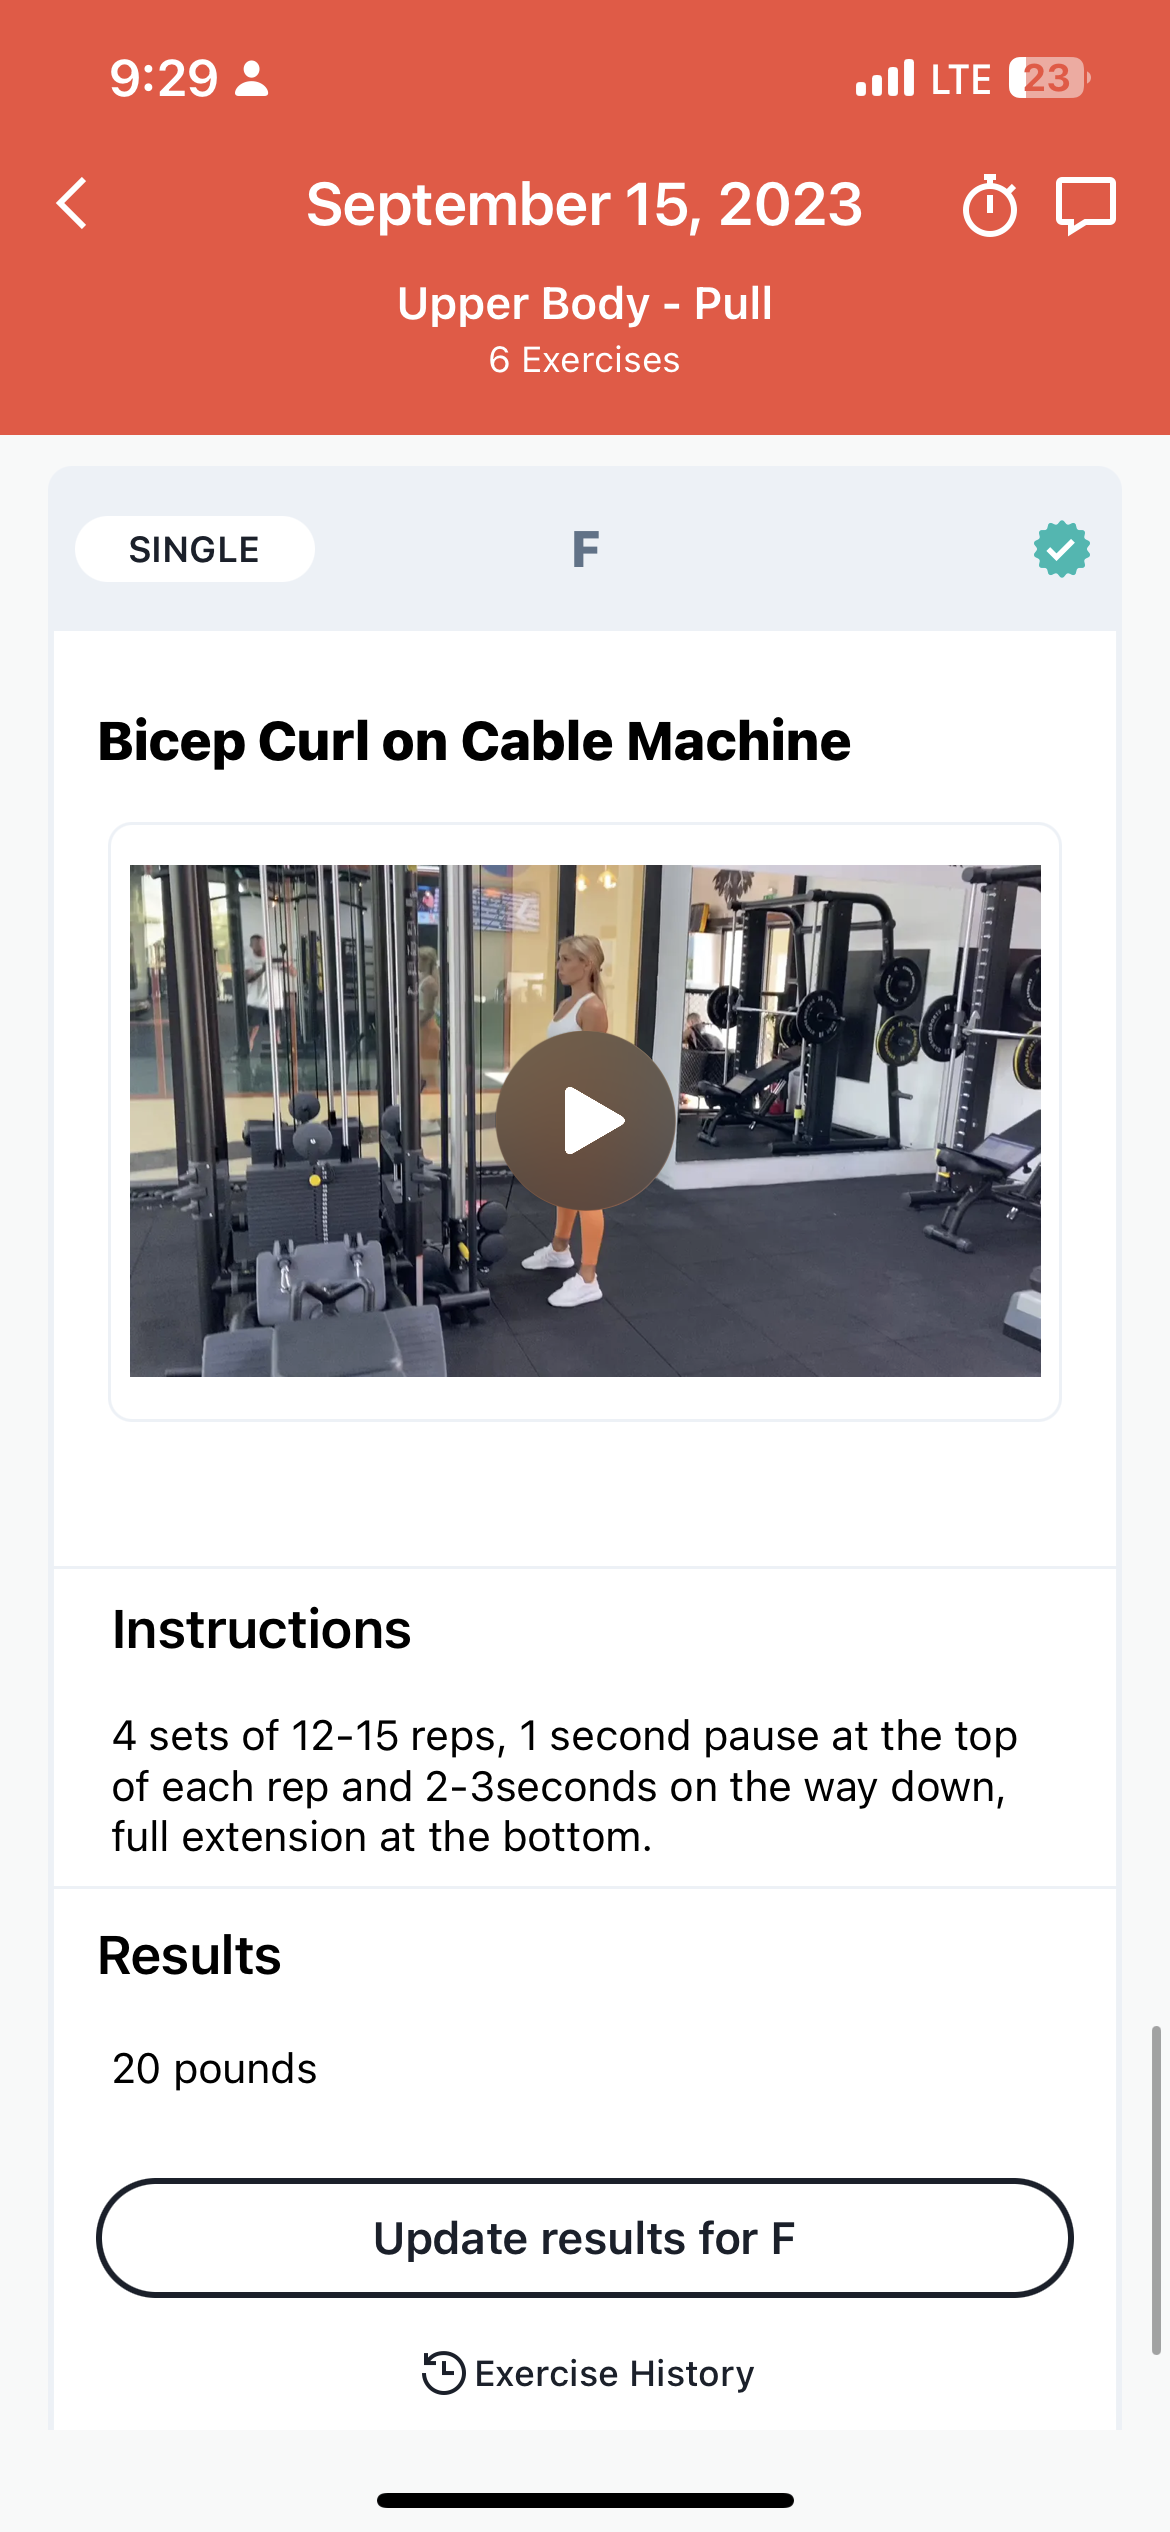 9:29
LTE 23
September 15, 2023
Upper Body - Pull
6 Exercises
SINGLE
F
Bicep Curl on Cable Machine
Instructions
4 sets of 12-15 reps, 1 second pause at the top
of each rep and 2-3seconds on the way down,
full extension at the bottom.
Results
20 pounds
Update results for F
Exercise History